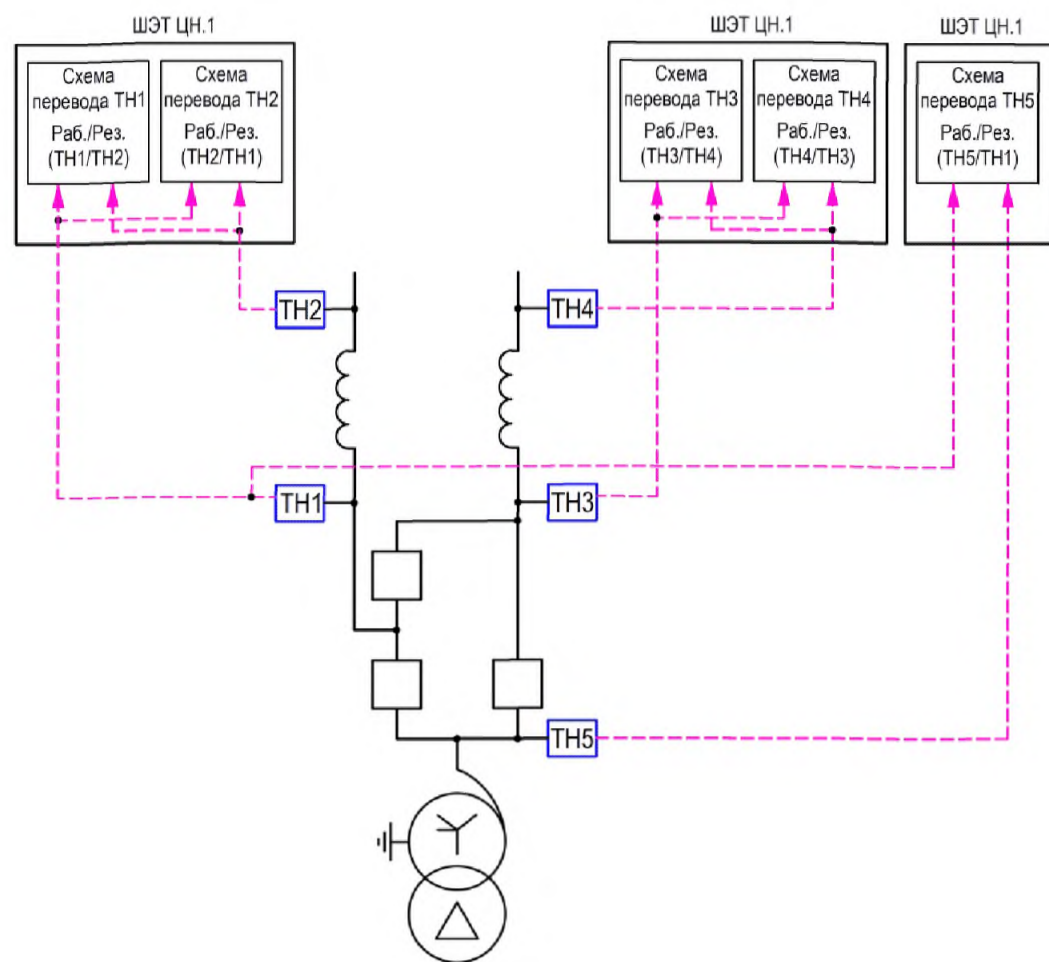 ШЭТ ЦН.1
Схема
перевода ТН1
Раб./Рез.
(ТН1/ТН2)
Схема
перевода ТН2
Раб./Рез.
(ТН2/ТН1)
ШЭТ ЦН.1
Схема
перевода ТН3
Раб./Рез.
(ТН3/ТН4)
Схема
перевода ТН4
Раб./Рез.
(ТН4/ТН3)
ШЭТ ЦН.1
Схема
перевода ТН5
Раб./Рез.
(ТН5/ТН1)
ТН2
ТН4
ТН1
ТН3
ТН5